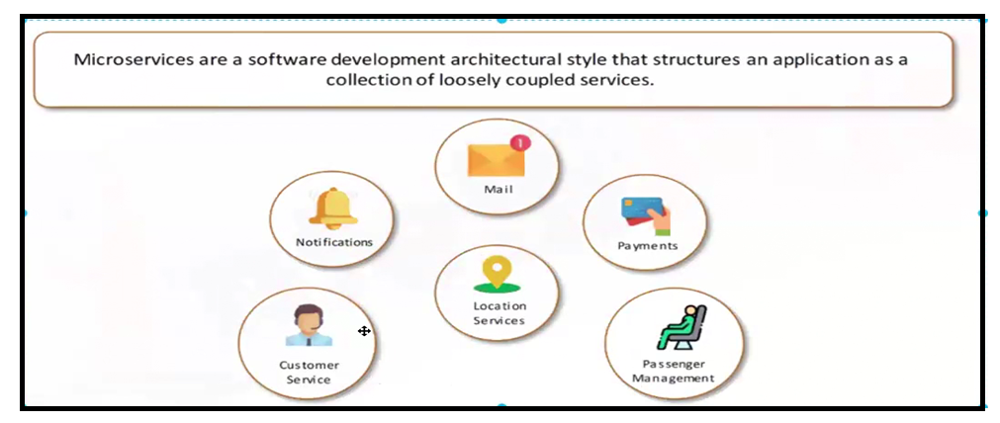 Microservices are a software development architectural style that structures an application as a
collection of loosely coupled services.
1
Mail
Notifications
Payments
Location
Services
Customer
Service
Passenger
Management